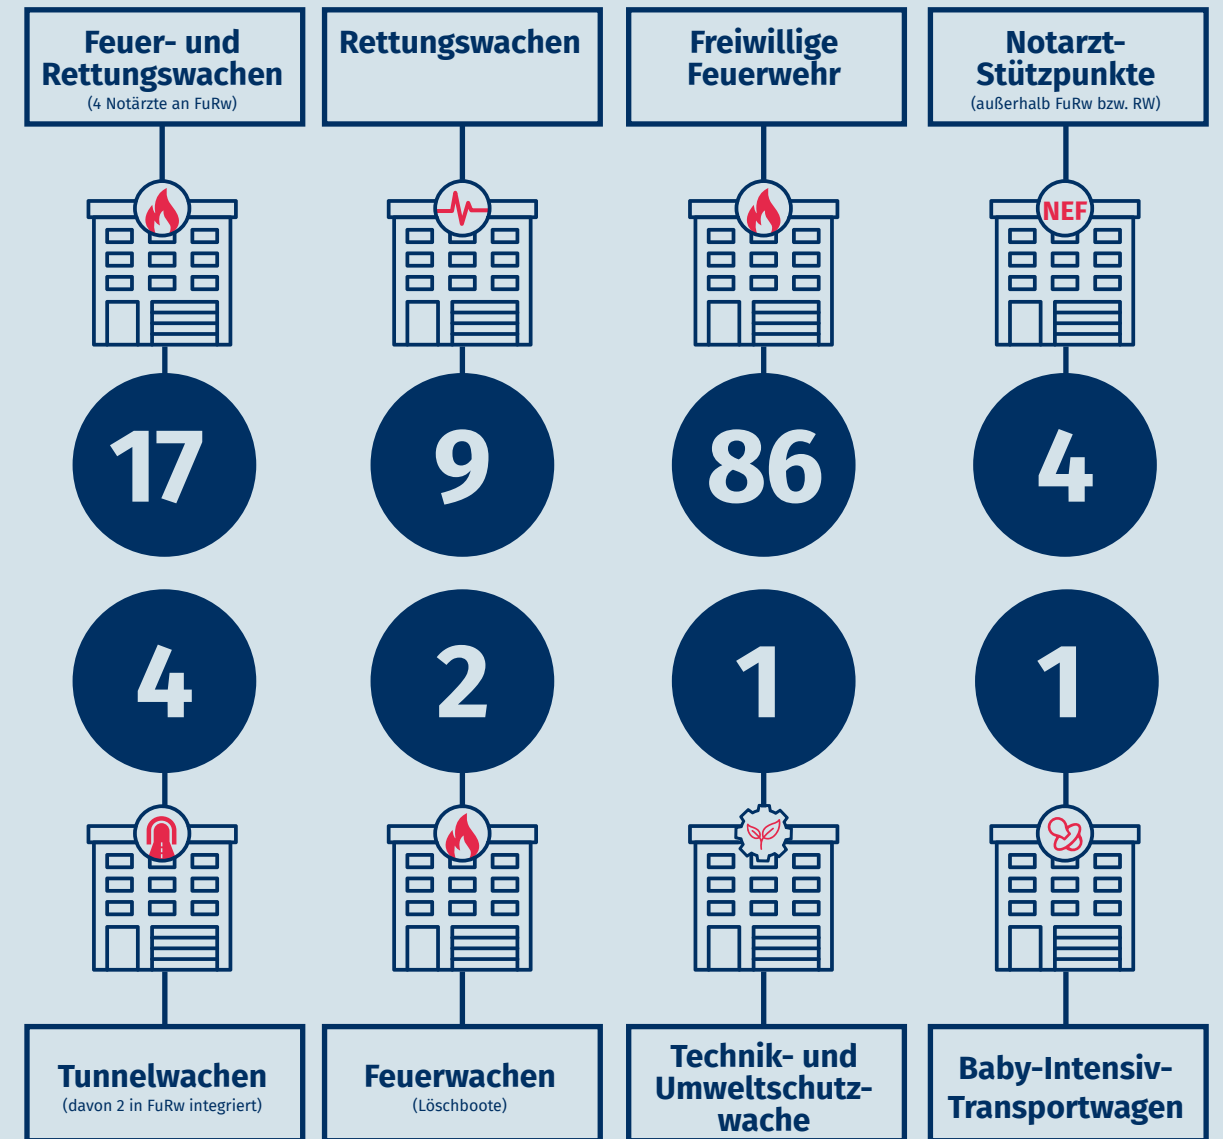 Feuer- und
Rettungswachen
(4 Notärzte an FuRw)
Rettungswachen
Freiwillige
Feuerwehr
Notarzt-
Stützpunkte
(außerhalb FuRw bzw. RW)
NEF
17
9
86
4
4
2
1
1
Tunnelwachen
(davon 2 in FuRw integriert)
Feuerwachen
(Löschboote)
Technik- und
Umweltschutz-
wache
Baby-Intensiv-
Transportwagen